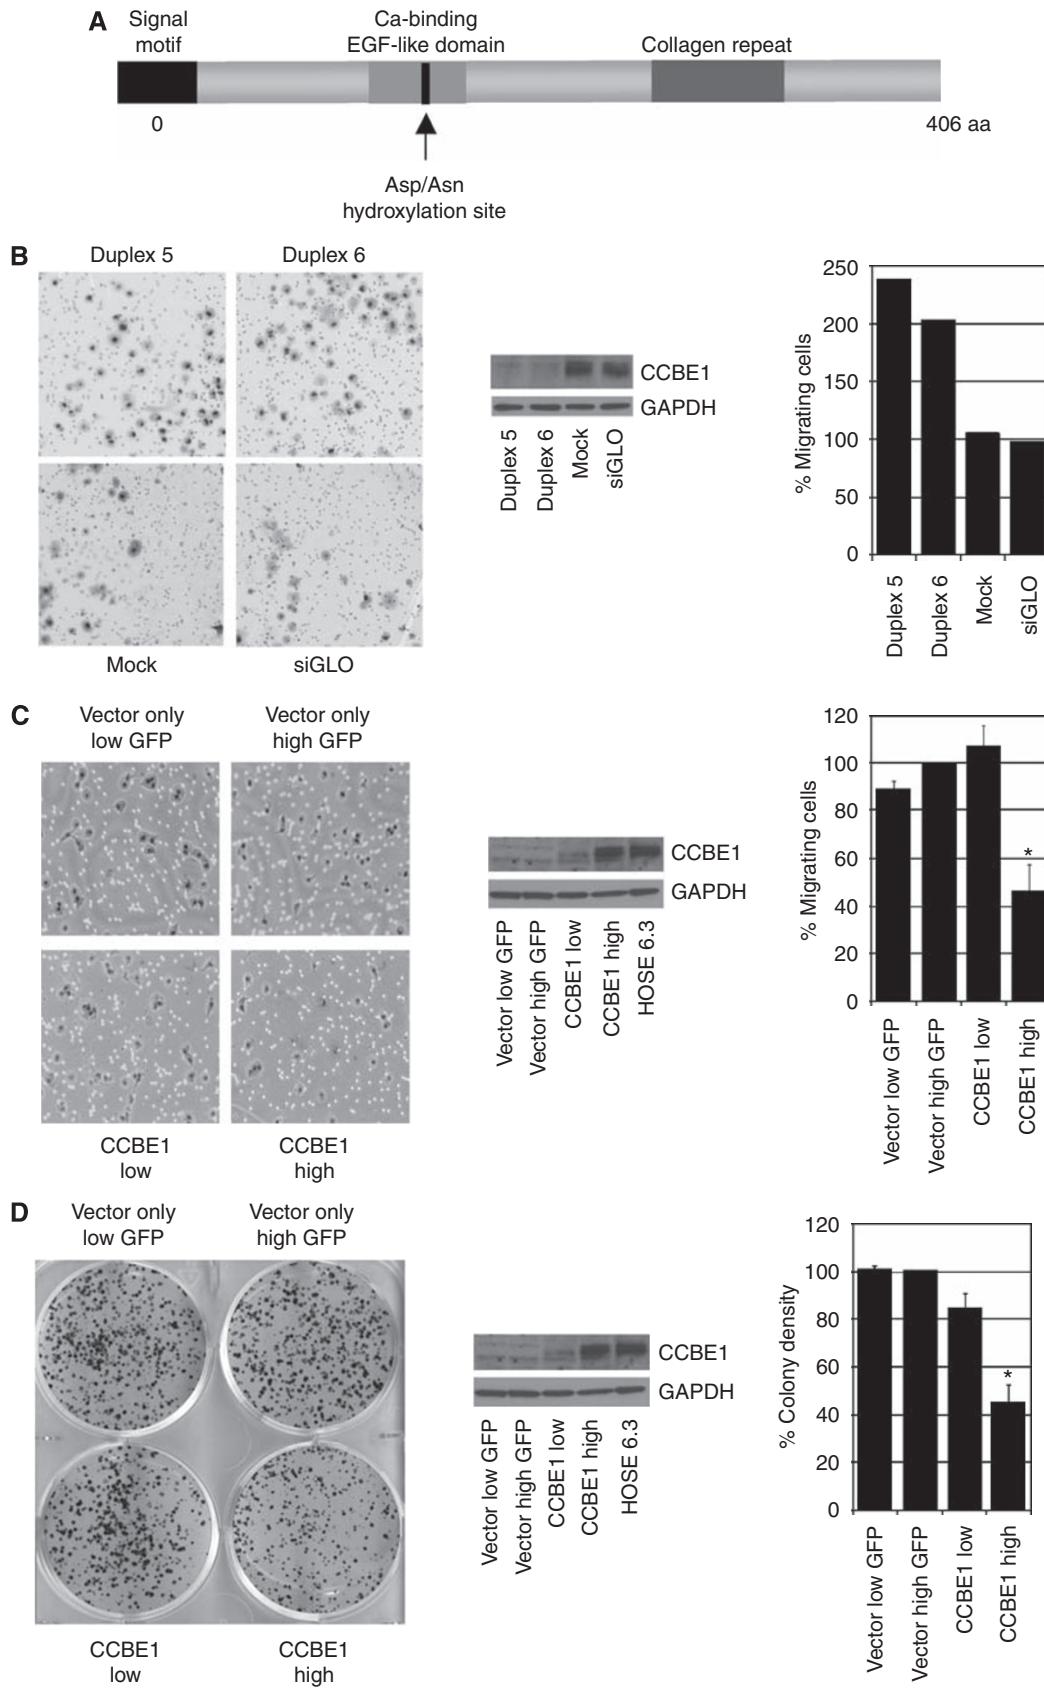 A
Signal
motif
Ca-binding
EGF-like domain
Collagen repeat
0
406 aa
Asp/Asn
hydroxylation site
B
Duplex 5
Duplex 6
Mock
siGLO
CCBE1
GAPDH
Duplex 5
Duplex 6
Mock
siGLO
% Migrating cells
250
200
150
100
50
0
Duplex 5
Duplex 6
Mock
siGLO
C
Vector only
low GFP
Vector only
high GFP
CCBE1
low
CCBE1
high
CCBE1
GAPDH
Vector low GFP
Vector high GFP
CCBE1 low
CCBE1 high
HOSE 6.3
% Migrating cells
120
100
80
60
40
20
0
*
Vector low GFP
Vector high GFP
CCBE1 low
CCBE1 high
D
Vector only
low GFP
Vector only
high GFP
CCBE1
low
CCBE1
high
CCBE1
GAPDH
Vector low GFP
Vector high GFP
CCBE1 low
CCBE1 high
HOSE 6.3
% Colony density
120
100
80
60
40
20
0
*
Vector low GFP
Vector high GFP
CCBE1 low
CCBE1 high